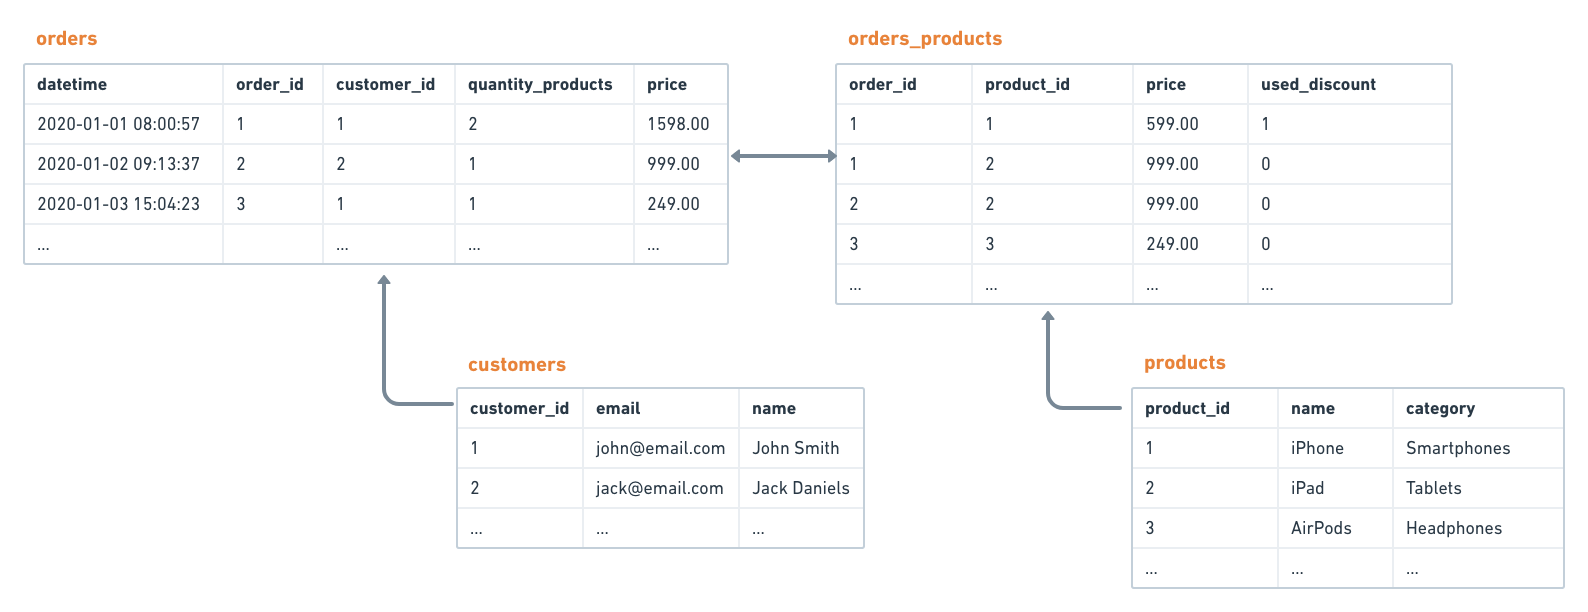 orders
datetime order_id customer_id quantity_products price
2020-01-01 08:00:57 1 1 2 1598.00
2020-01-02 09:13:37 2 2 1 999.00
2020-01-03 15:04:23 3 1 1 249.00
... ... ... ...
orders_products
order_id product_id price used_discount
1 1 599.00 1
1 2 999.00 0
2 2 999.00 0
3 3 249.00 0
... ... ... ...
customers
customer_id email name
1 john@email.com John Smith
2 jack@email.com Jack Daniels
... ... ...
products
product_id name category
1 iPhone Smartphones
2 iPad Tablets
3 AirPods Headphones
... ... ...